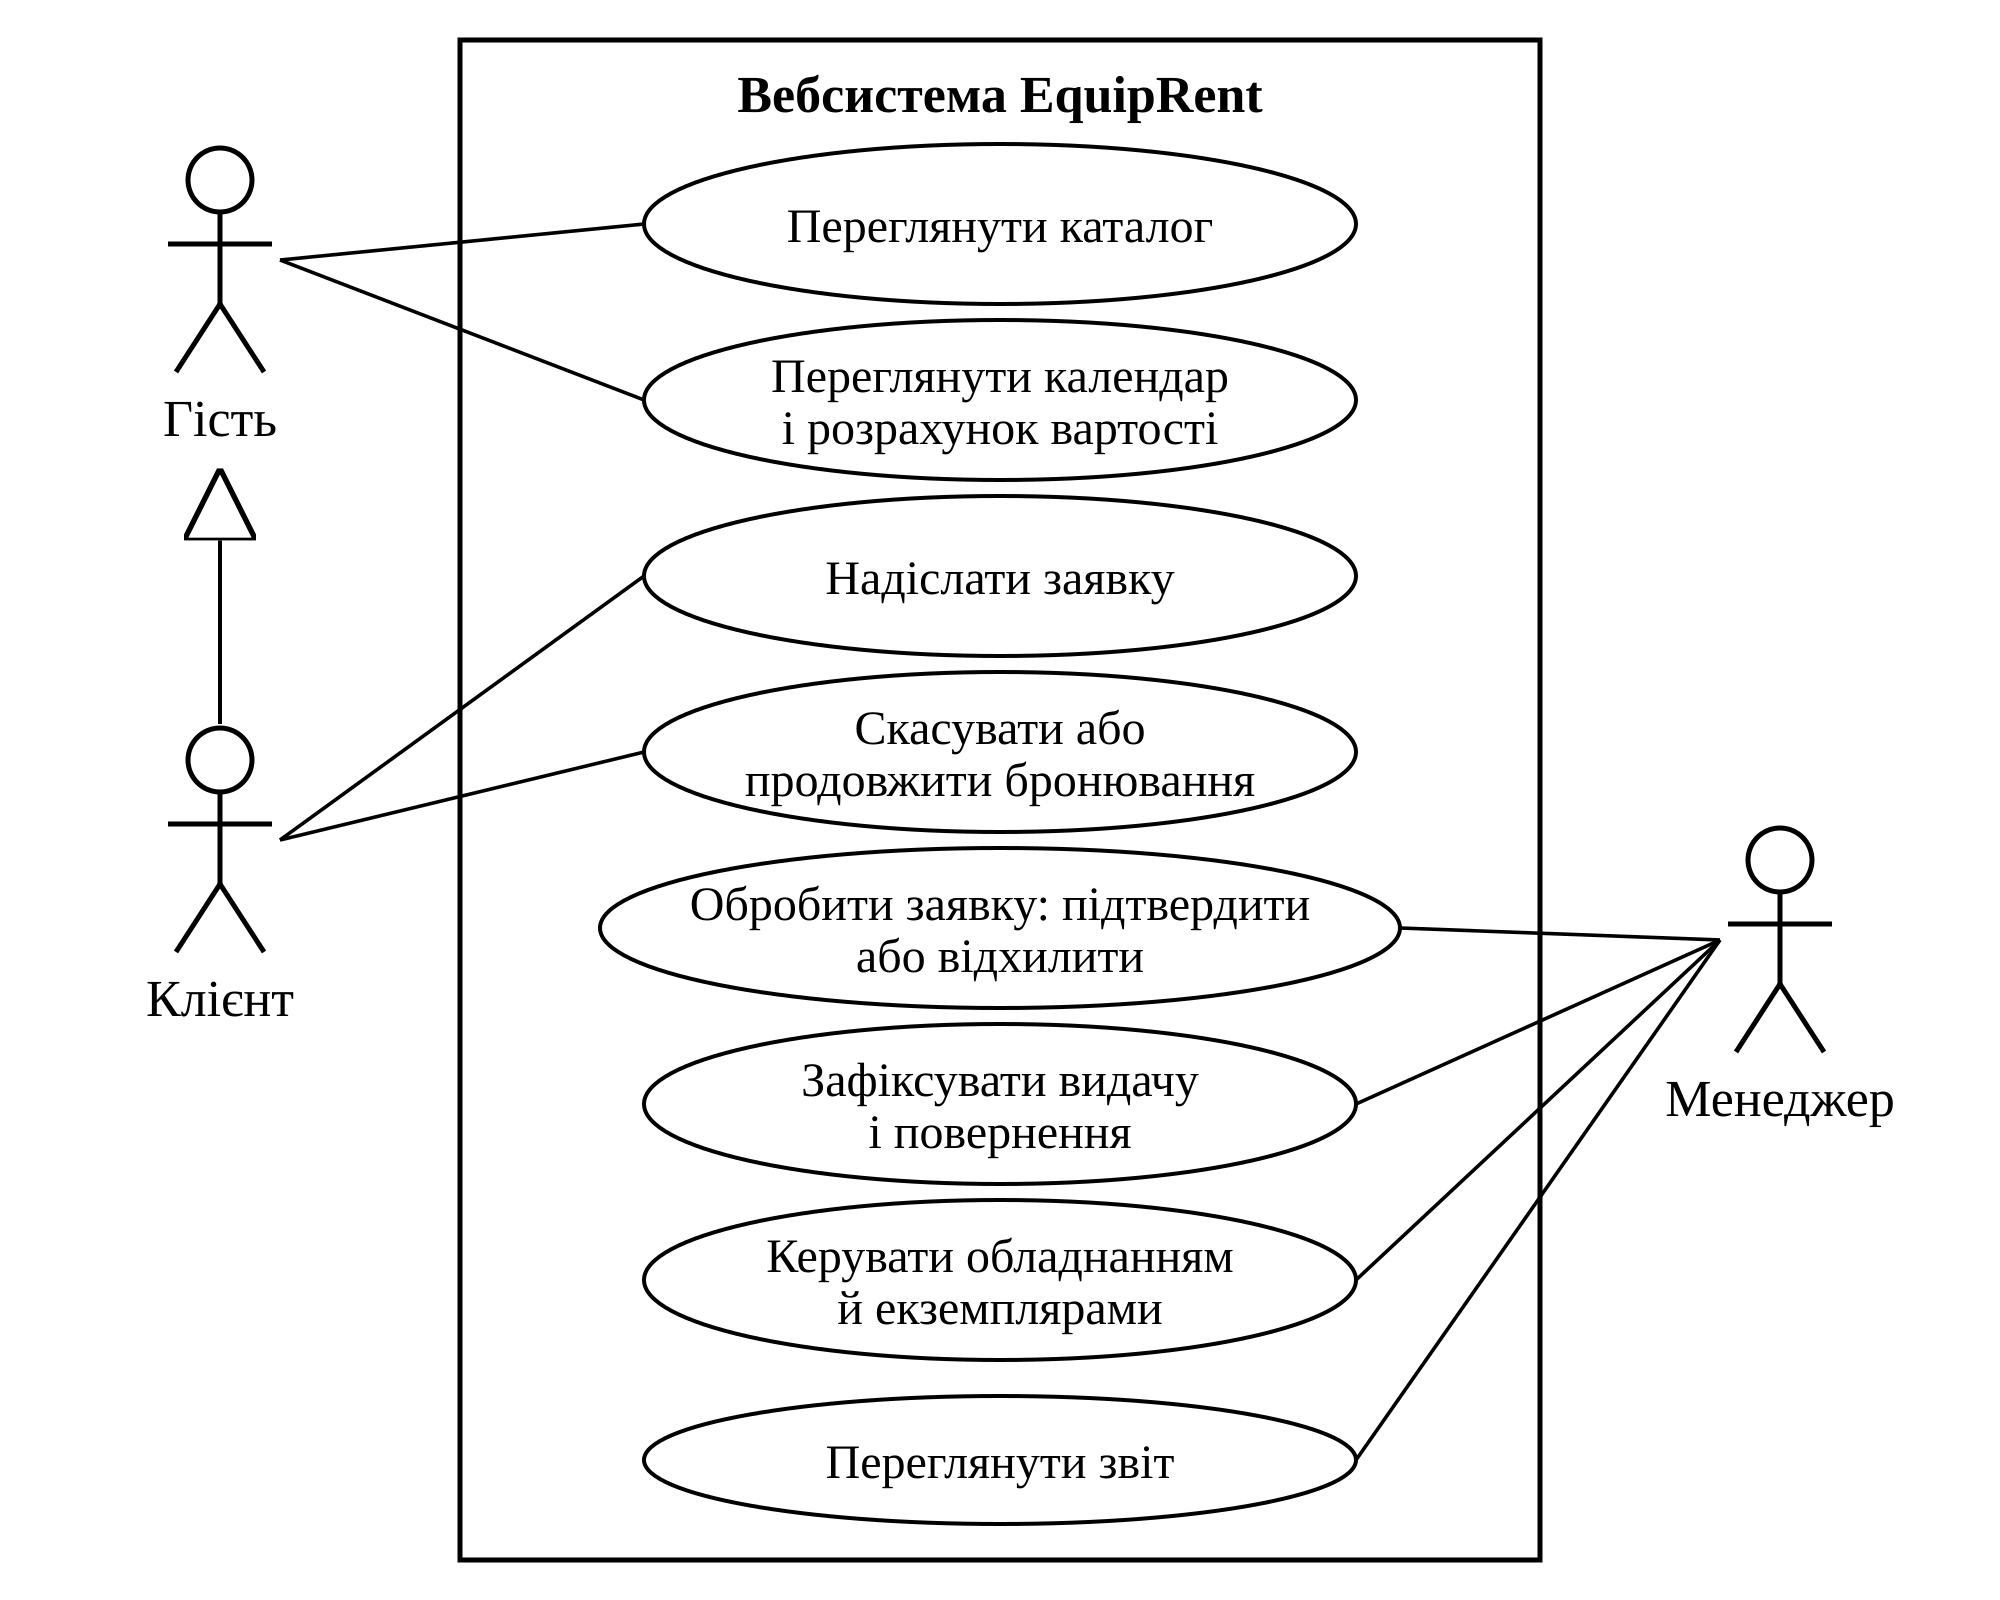 Вебсистема EquipRent
Переглянути каталог
Переглянути календар
і розрахунок вартості
Гість
Надіслати заявку
Скасувати або
продовжити бронювання
Обробити заявку: підтвердити
або відхилити
Клієнт
Зафіксувати видачу
і повернення
Менеджер
Керувати обладнанням
й екземплярами
Переглянути звіт